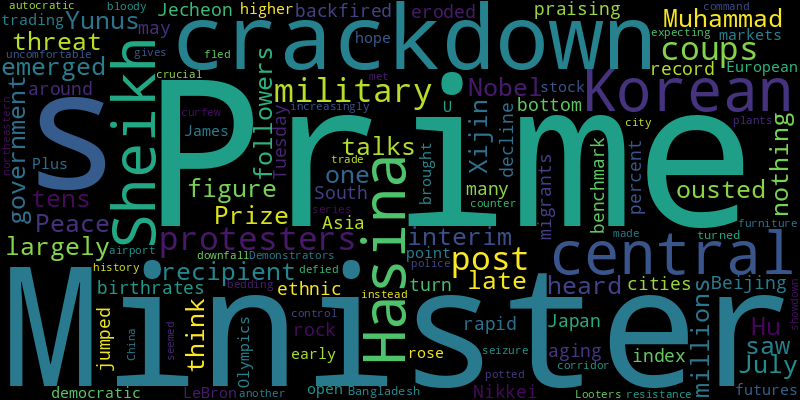 autocratic
bloody
Jecheon
higher
backfired
praising
command
trading
Yunus
may
eroded
Muhammad
gives
fled
hope
expecting
markets
threat
crackdown
coups
uncomfortable
emerged
crucial
met
record
European
Sheikh
followers
military
Nobel
stock
Korean
around
s
Prime
Tuesday
increasingly
U
bottom
northeastern
government
curfew
James
Xijin
decline
city
plants
Plus
talks
trade
brought
many
benchmark
percent
nothing
tens
figure
one
South
migrants
ousted
Peace
Prize
series
Asia
counter
furniture
largely
protesters
Hasina
interim
made
turned
airport
downfall
Demonstrators
point
police
central
history
recipient
defied
post
heard
cities
Beijing
birthrates
bedding
ethnic
instead
turn
late
Minister
millions
showdown
jumped
China
seemed
think
Olympics
control
rock
rapid
Japan
Hu
saw
early
rose
seizure
aging
index
July
corridor
democratic
LeBron
another
open
Bangladesh
potted
Nikkei
Looters
resistance
futures